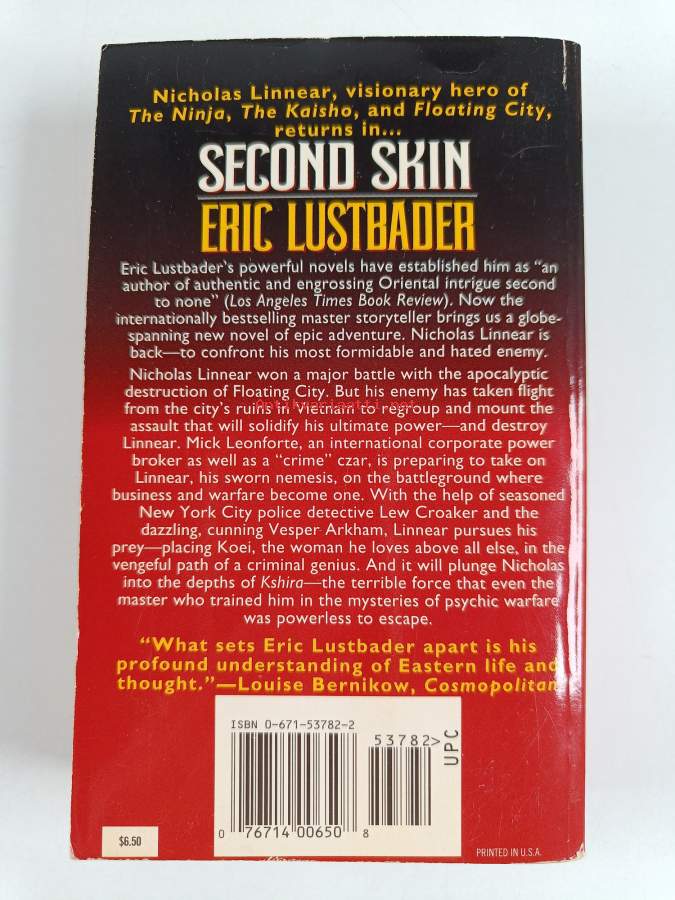 Nicholas Linnear, visionary hero of
The Ninja, The Kaisho, and Floating City,
returns in...
SECOND SKIN
ERIC LUSTBADER
Eric Lustbader's powerful novels have established him as "an
author of authentic and engrossing Oriental intrigue second
to none" (Los Angeles Times Book Review). Now the
internationally bestselling master storyteller brings us a globe-
spanning new novel of epic adventure. Nicholas Linnear is
back—to confront his most formidable and hated enemy.
Nicholas Linnear won a major battle with the apocalyptic
destruction of Floating City. But his enemy has taken flight
from the city's ruins in Vietnam to regroup and mount the
assault that will solidify his ultimate power—and destroy
Linnear. Mick Leonforte, an international corporate power
broker as well as a "crime" czar, is preparing to take on
Linnear, his sworn nemesis, on the battleground where
business and warfare become one. With the help of seasoned
New York City police detective Lew Croaker and the
dazzling, cunning Vesper Arkham, Linnear pursues his
prey—placing Koei, the woman he loves above all else, in the
vengeful path of a criminal genius. And it will plunge Nicholas
into the depths of Kshira—the terrible force that even the
master who trained him in the mysteries of psychic warfare
was powerless to escape.
"What sets Eric Lustbader apart is his
profound understanding of Eastern life and
thought."—Louise Bernikow, Cosmopolitan
ISBN 0-671-53782-2
53782>
UPC
0 76714 00650 8
$6.50
PRINTED IN U.S.A.